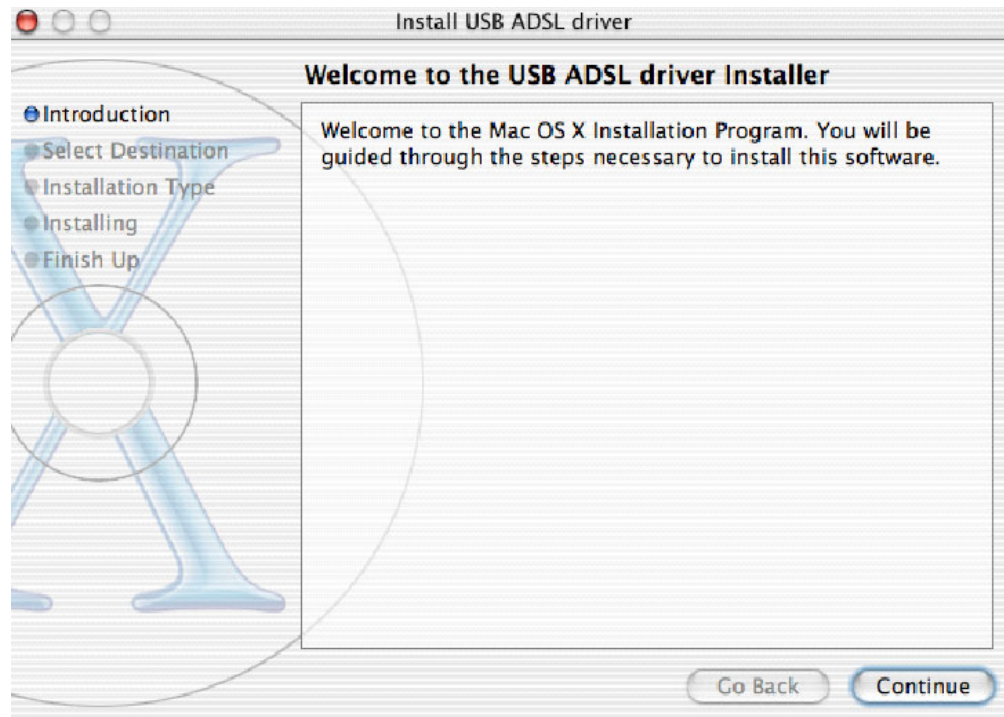 Install USB ADSL driver
Welcome to the USB ADSL driver Installer
Introduction
Select Destination
Installation Type
Installing
Finish Up
Welcome to the Mac OS X Installation Program. You will be
guided through the steps necessary to install this software.
Go Back
Continue